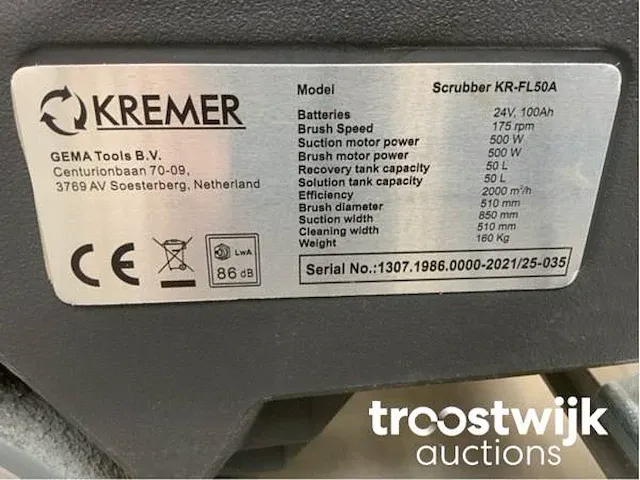 KREMER
GEMA Tools B.V.
Centurionbaan 70-09,
3769 AV Soesterberg, Netherland
CE
LwA
86 dB
Model Scrubber KR-FL50A
Batteries 24V, 100Ah
Brush Speed 175 rpm
Suction motor power 500 W
Brush motor power 500 W
Recovery tank capacity 50 L
Solution tank capacity 50 L
Efficiency 2000 m²/h
Brush diameter 510 mm
Suction width 850 mm
Cleaning width 510 mm
Weight 160 Kg
Serial No.:1307.1986.0000-2021/25-035
troostwijk
auctions